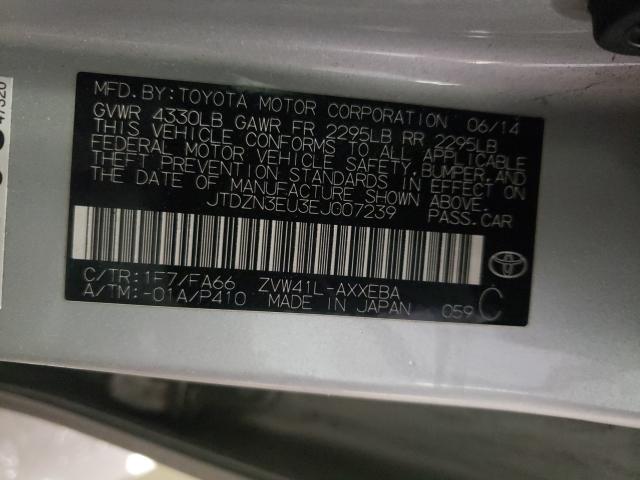 MFD. BY: TOYOTA MOTOR CORPORATION 06/14
GVWR 4330LB GAWR FR 2295LB RR 2295LB
THIS VEHICLE CONFORMS TO ALL APPLICABLE
FEDERAL MOTOR VEHICLE SAFETY, BUMPER, AND
THEFT PREVENTION STANDARDS IN EFFECT ON
THE DATE OF MANUFACTURE SHOWN ABOVE.
JTDZN3EU3EJ007239 PASS.CAR
C/TR: 1F7/FA66 ZVW41L-AXXEBA
A/TM: -01A/P410 MADE IN JAPAN 059 C